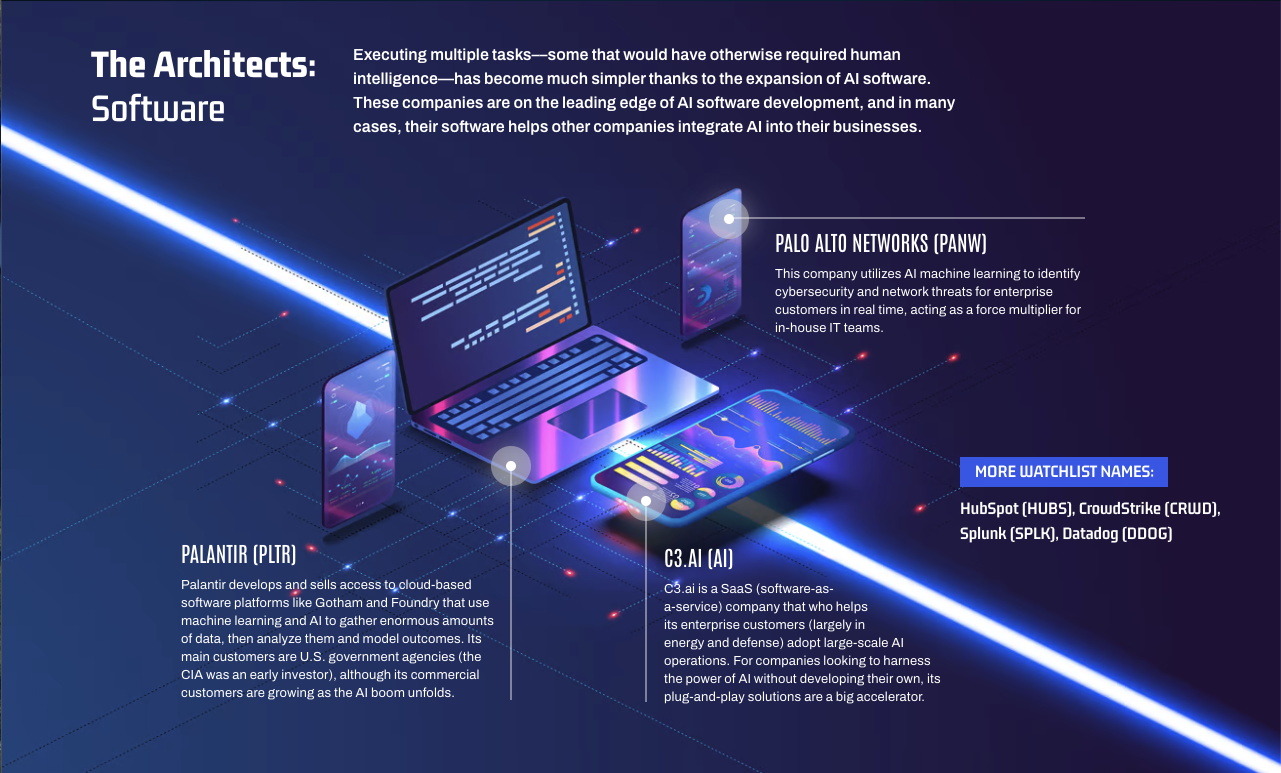 The Architects:
Software
Executing multiple tasks—some that would have otherwise required human
intelligence—has become much simpler thanks to the expansion of AI software.
These companies are on the leading edge of AI software development, and in many
cases, their software helps other companies integrate AI into their businesses.
PALO ALTO NETWORKS (PANW)
This company utilizes AI machine learning to identify
cybersecurity and network threats for enterprise
customers in real time, acting as a force multiplier for
in-house IT teams.
MORE WATCHLIST NAMES:
HubSpot (HUBS), CrowdStrike (CRWD),
Splunk (SPLK), Datadog (DDOG)
PALANTIR (PLTR)
Palantir develops and sells access to cloud-based
software platforms like Gotham and Foundry that use
machine learning and AI to gather enormous amounts
of data, then analyze them and model outcomes. Its
main customers are U.S. government agencies (the
CIA was an early investor), although its commercial
customers are growing as the AI boom unfolds.
C3.AI (AI)
C3.ai is a SaaS (software-as-
a-service) company that who helps
its enterprise customers (largely in
energy and defense) adopt large-scale AI
operations. For companies looking to harness
the power of AI without developing their own, its
plug-and-play solutions are a big accelerator.